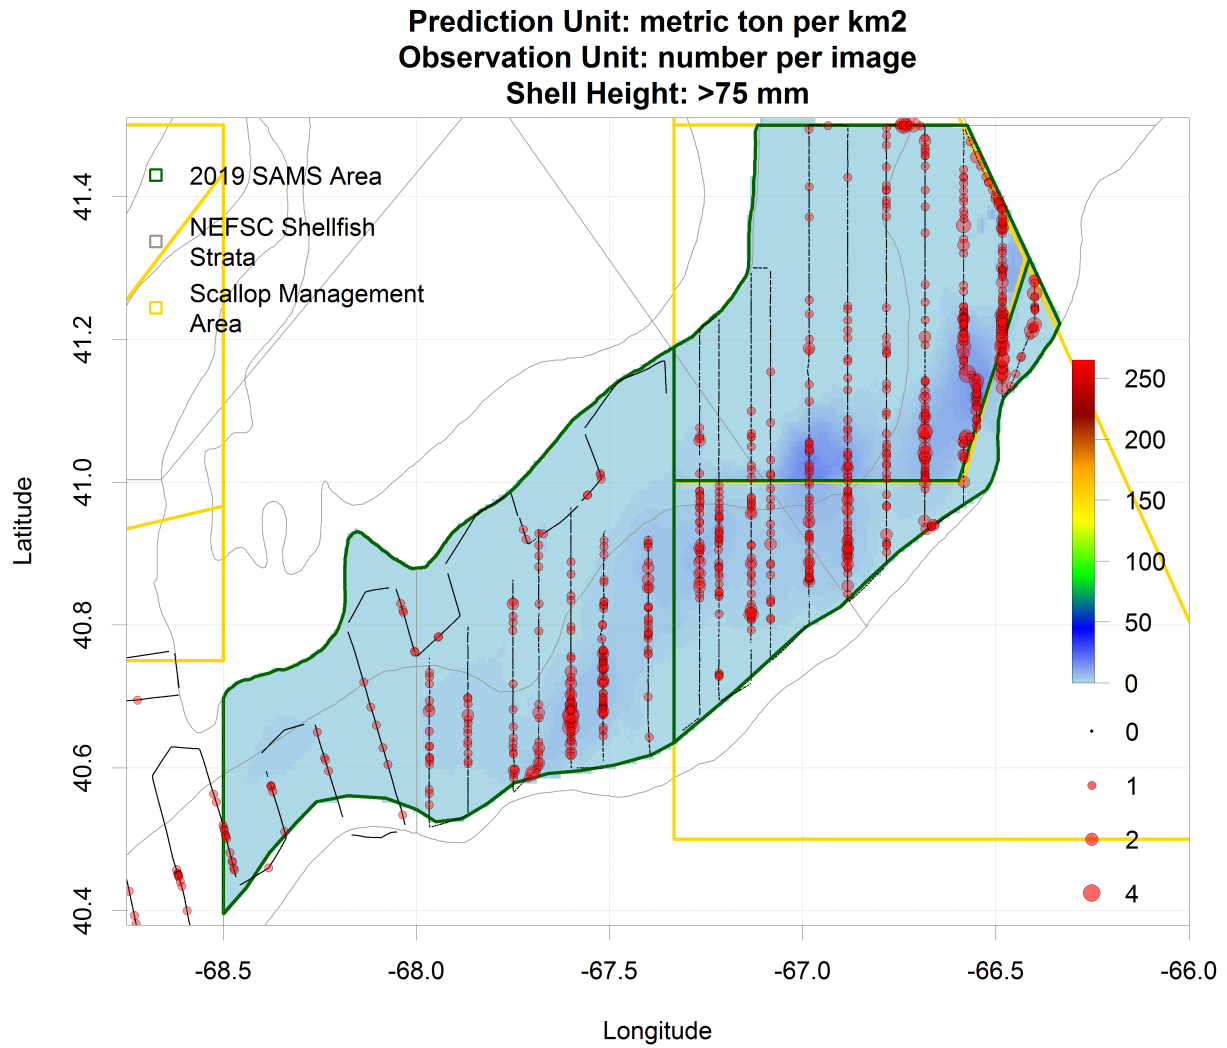 Prediction Unit: metric ton per km2
Observation Unit: number per image
Shell Height: >75 mm
2019 SAMS Area
NEFSC Shellfish
Strata
Scallop Management
Area
Latitude
41.4
41.2
41.0
40.8
40.6
40.4
250
200
150
100
50
0
0
1
2
4
-68.5
-68.0
-67.5
-67.0
-66.5
-66.0
Longitude